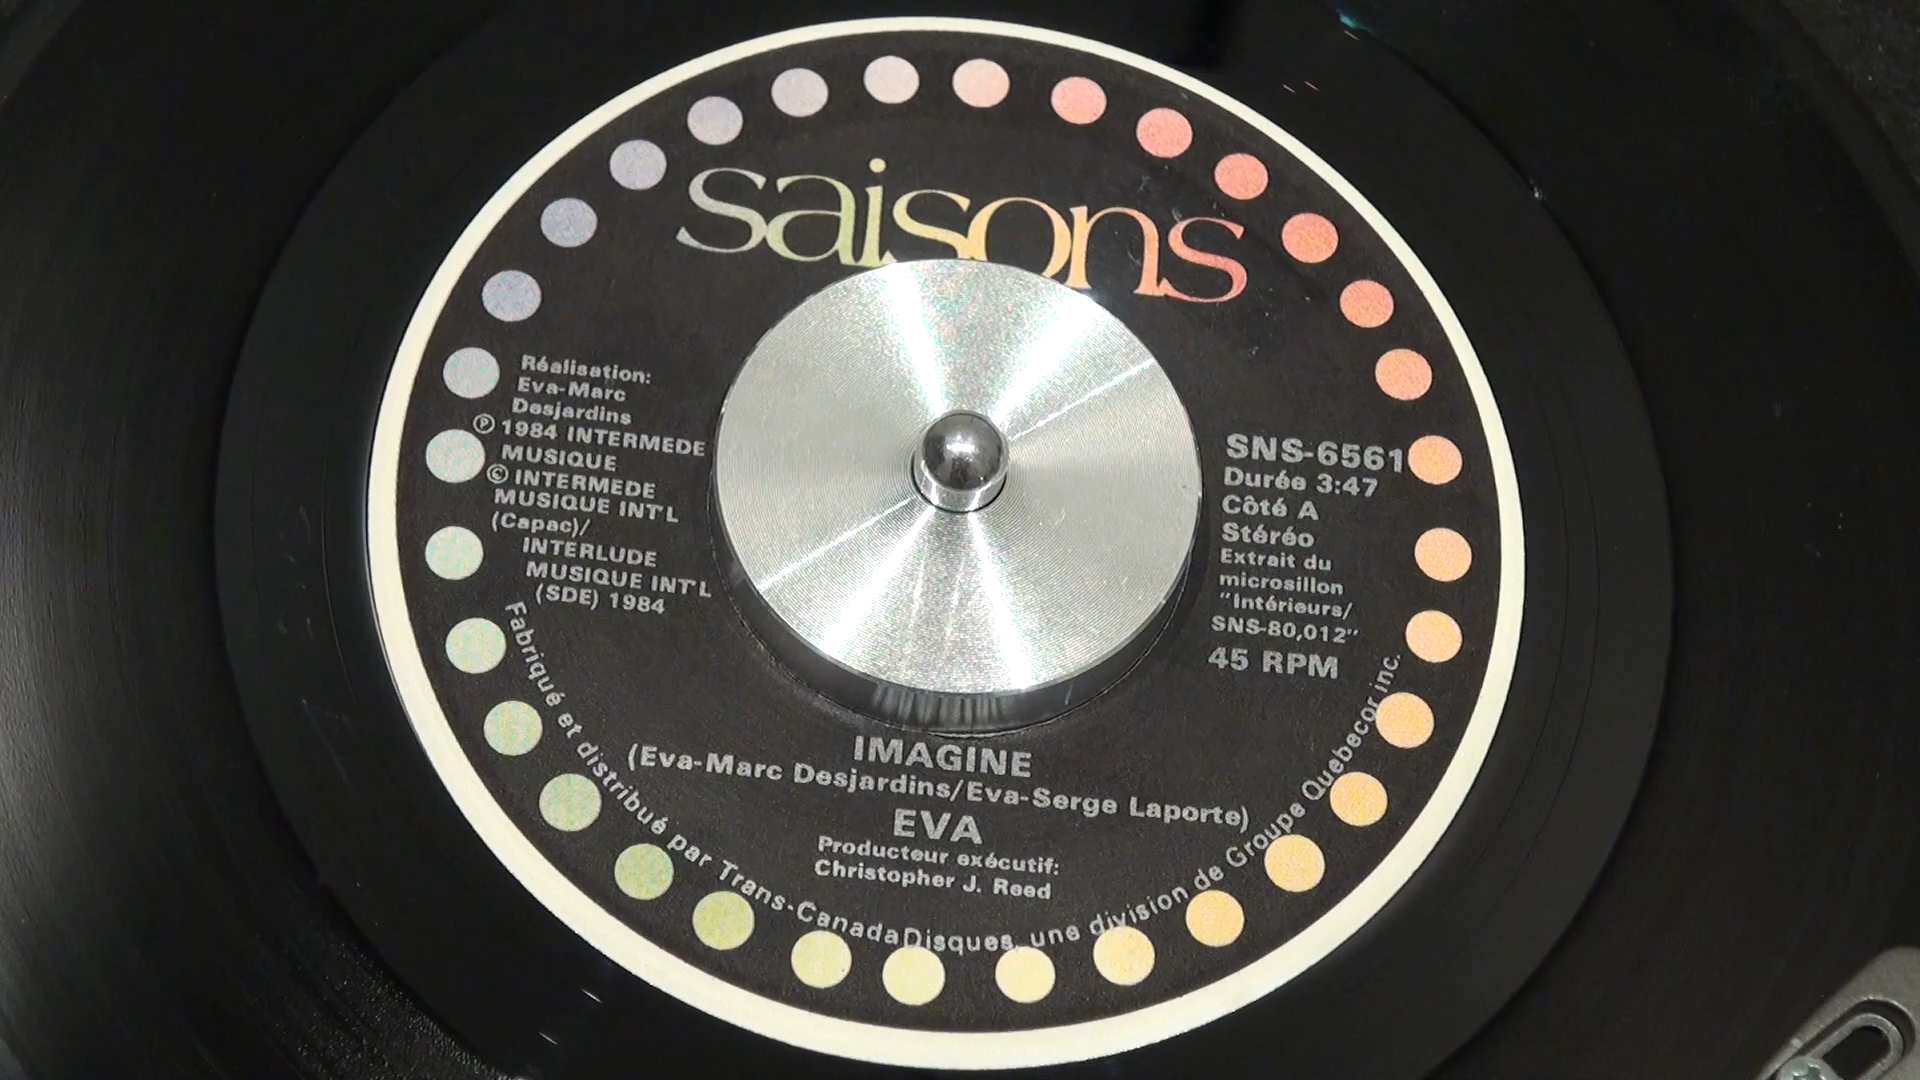 saisons
Réalisation:
Eva-Marc
Desjardins
℗ 1984 INTERMEDE
MUSIQUE
© INTERMEDE
MUSIQUE INT'L
(Capac)/
INTERLUDE
MUSIQUE INT'L
(SDE) 1984
SNS-6561
Durée 3:47
Côté A
Stéréo
Extrait du
microsillon
"Intérieurs/
SNS-80,012"
45 RPM
IMAGINE
(Eva-Marc Desjardins/Eva-Serge Laporte)
EVA
Producteur exécutif:
Christopher J. Reed
Fabriqué et distribué par Trans-Canada Disques, une division de Groupe Quebecor inc.